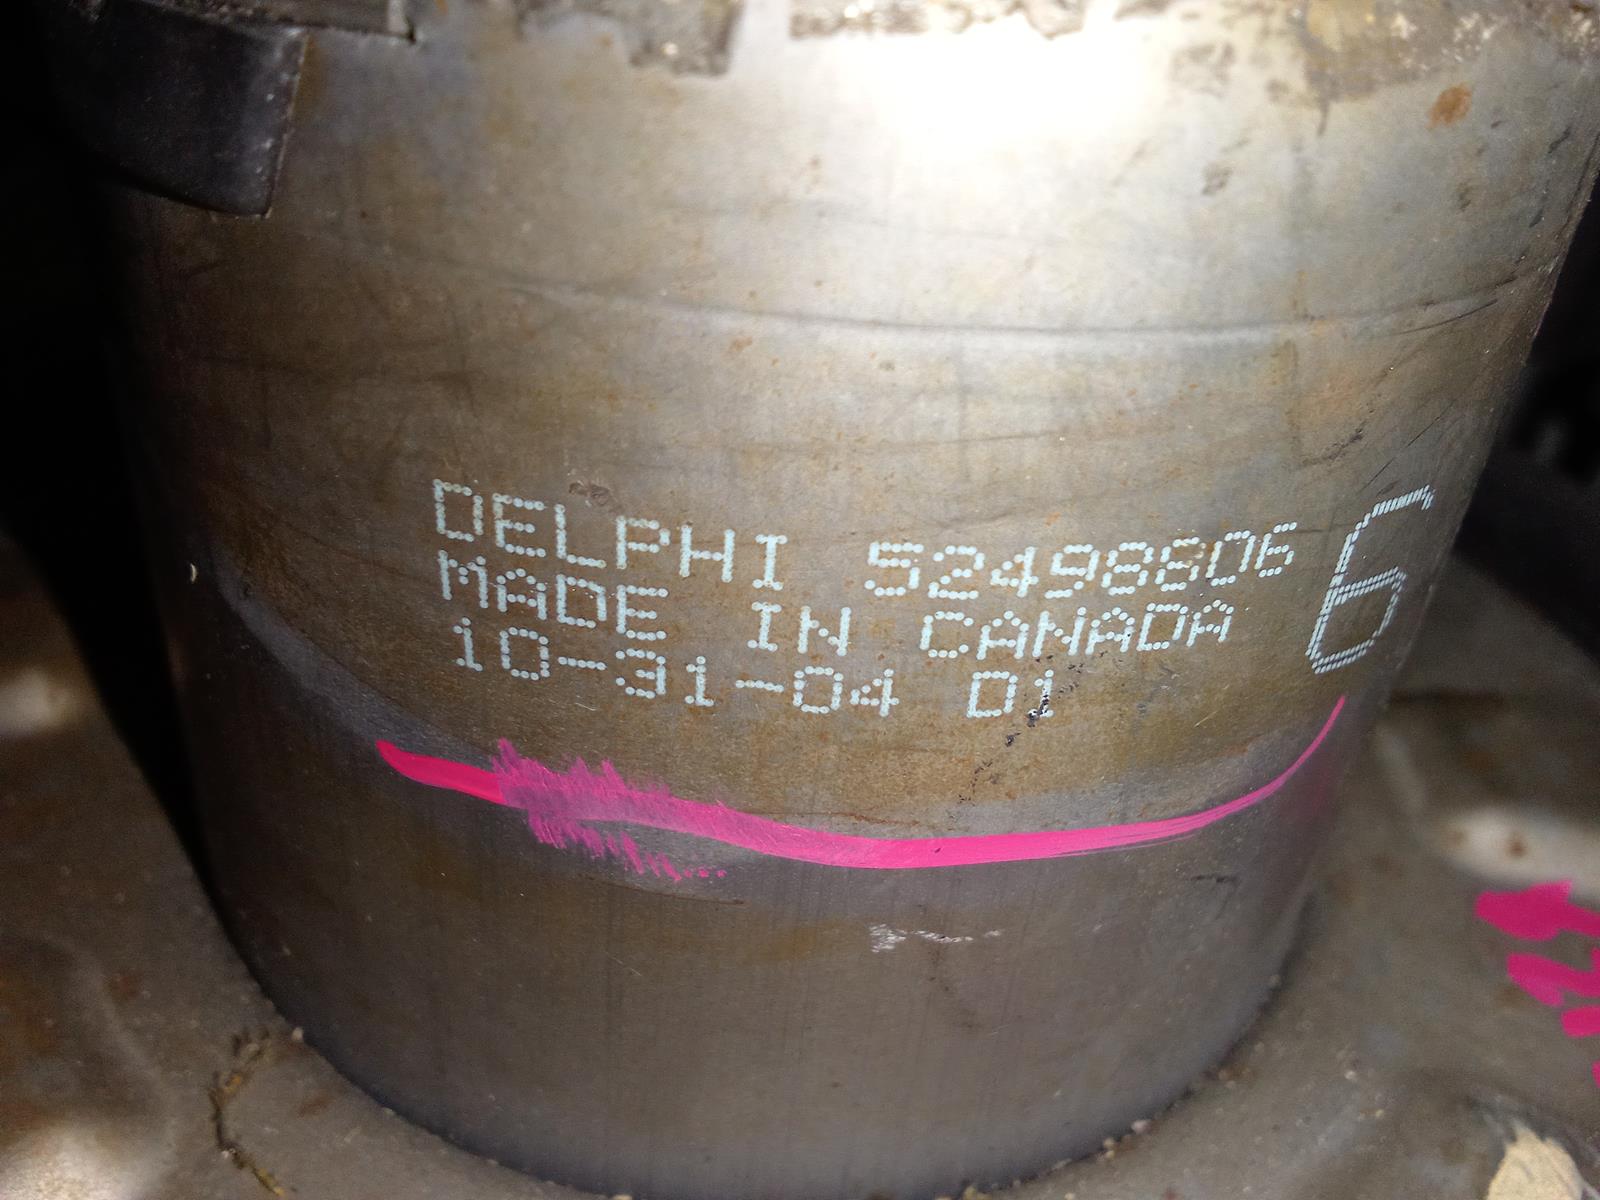 DELPHI 52498806 6
MADE IN CANADA
10-31-04 D1